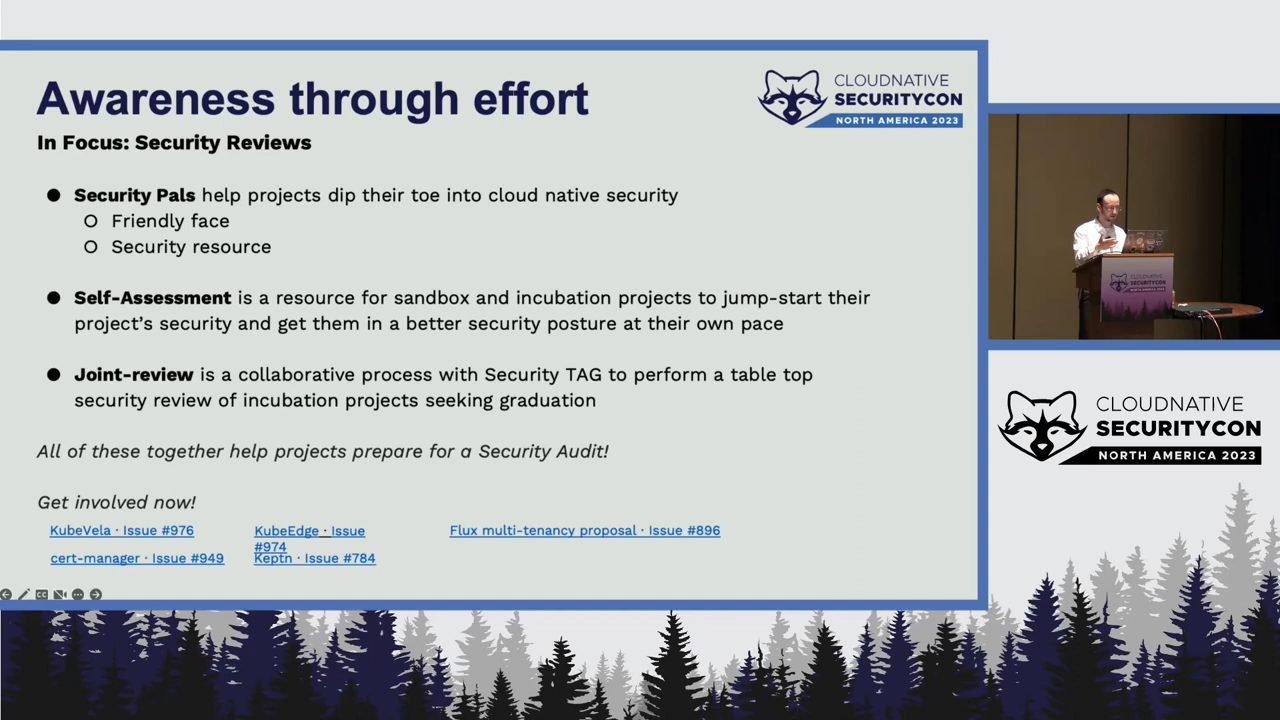 Awareness through effort
CLOUDNATIVE
SECURITYCON
NORTH AMERICA 2023
In Focus: Security Reviews
● Security Pals help projects dip their toe into cloud native security
○ Friendly face
○ Security resource
● Self-Assessment is a resource for sandbox and incubation projects to jump-start their
project's security and get them in a better security posture at their own pace
● Joint-review is a collaborative process with Security TAG to perform a table top
security review of incubation projects seeking graduation
All of these together help projects prepare for a Security Audit!
Get involved now!
KubeVela · Issue #976
KubeEdge · Issue
#974
Flux multi-tenancy proposal · Issue #896
cert-manager · Issue #949
Keptn · Issue #784
CLOUDNATIVE
SECURITYCON
NORTH AMERICA 2023